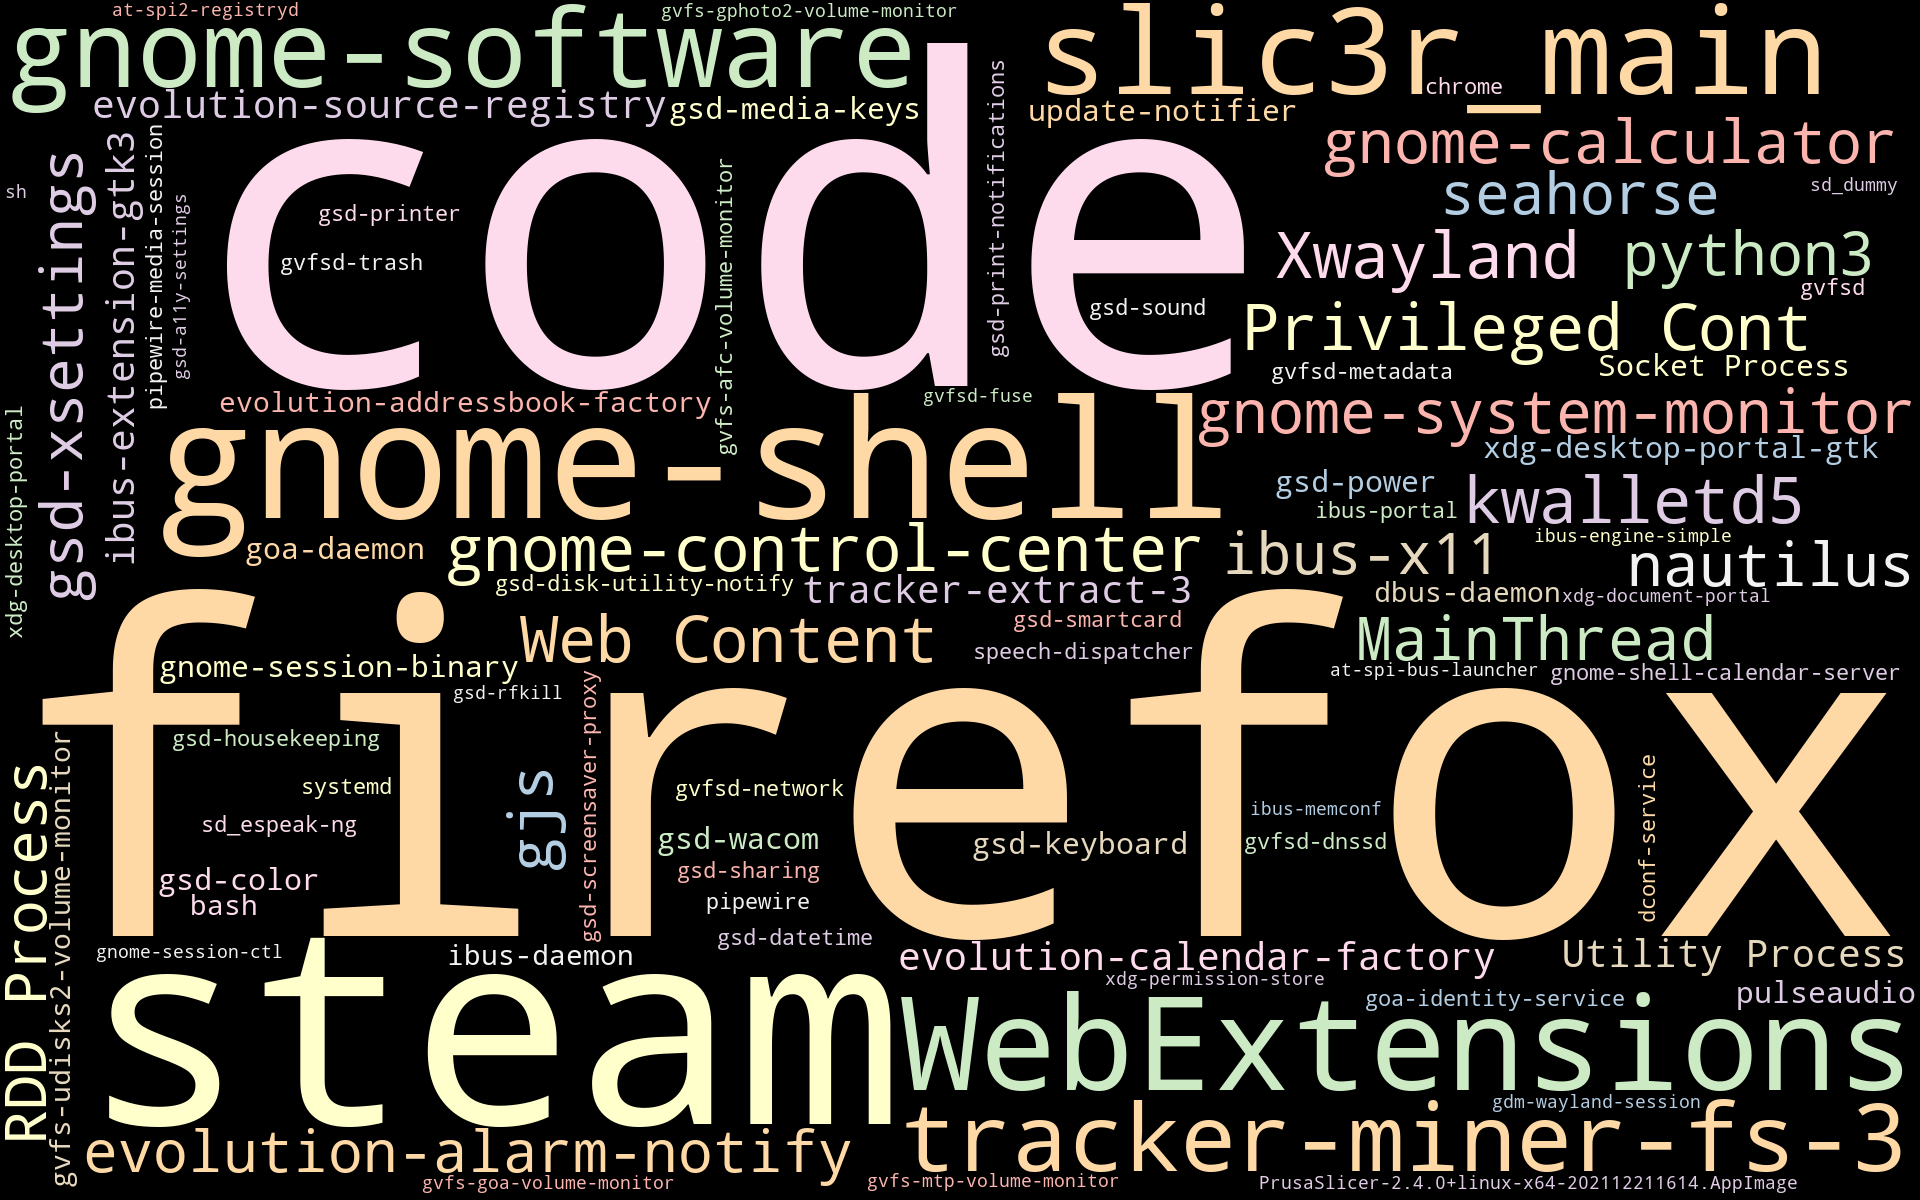 at-spi2-registryd
gvfs-gphoto2-volume-monitor
gnome-software
slic3r_main
chrome
evolution-source-registry
gsd-media-keys
update-notifier
gnome-calculator
code
gsd-xsettings
ibus-extension-gtk3
pipewire-media-session
gsd-a11y-settings
sh
gsd-printer
gvfsd-trash
gvfs-afc-volume-monitor
gsd-print-notifications
gsd-sound
seahorse
sd_dummy
Xwayland
python3
gvfsd
Privileged Cont
Socket Process
gvfsd-metadata
evolution-addressbook-factory
gvfsd-fuse
gnome-shell
gnome-system-monitor
xdg-desktop-portal-gtk
xdg-desktop-portal
gsd-power
kwalletd5
ibus-portal
ibus-engine-simple
goa-daemon
gnome-control-center
ibus-x11
nautilus
gsd-disk-utility-notify
tracker-extract-3
dbus-daemon
xdg-document-portal
firefox
Web Content
gsd-smartcard
speech-dispatcher
MainThread
gnome-session-binary
at-spi-bus-launcher
gnome-shell-calendar-server
gsd-rfkill
gsd-screensaver-proxy
gsd-housekeeping
systemd
gjs
gvfsd-network
ibus-memconf
dconf-service
sd_espeak-ng
gsd-wacom
gsd-keyboard
gvfsd-dnssd
gsd-color
gsd-sharing
bash
pipewire
RDD Process
gvfs-udisks2-volume-monitor
gsd-datetime
gnome-session-ctl
ibus-daemon
evolution-calendar-factory
Utility Process
xdg-permission-store
steam
goa-identity-service
pulseaudio
WebExtensions
gdm-wayland-session
tracker-miner-fs-3
evolution-alarm-notify
gvfs-goa-volume-monitor
gvfs-mtp-volume-monitor
PrusaSlicer-2.4.0+linux-x64-202112211614.AppImage